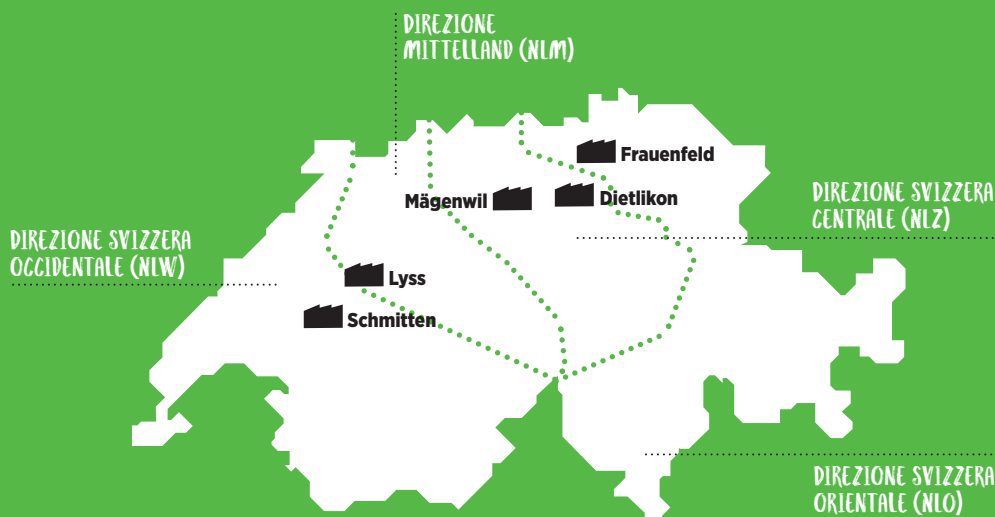 DIREZIONE
MITTELLAND (NLM)
Frauenfeld
Mägenwil
Dietlikon
DIREZIONE SVIZZERA
CENTRALE (NLZ)
DIREZIONE SVIZZERA
OCCIDENTALE (NLW)
Lyss
Schmitten
DIREZIONE SVIZZERA
ORIENTALE (NLO)